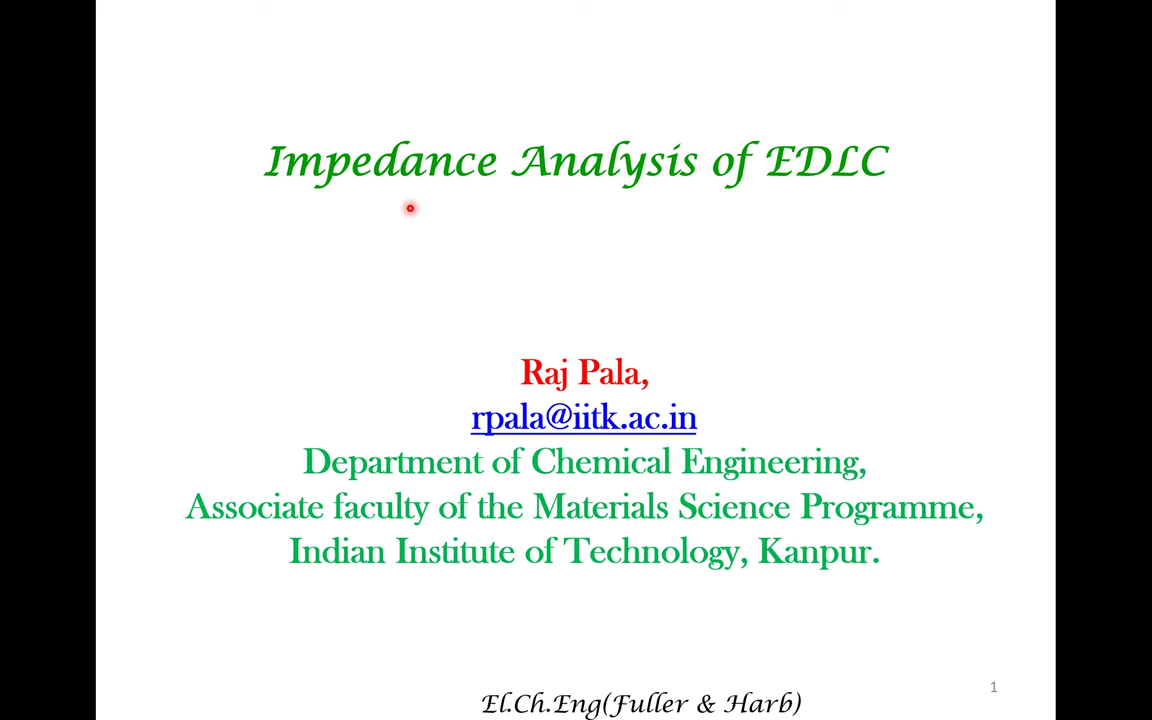 Impedance Analysis of EDLC
Raj Pala,
rpala@iitk.ac.in
Department of Chemical Engineering,
Associate faculty of the Materials Science Programme,
Indian Institute of Technology, Kanpur.
1
El.Ch.Eng(Fuller & Harb)